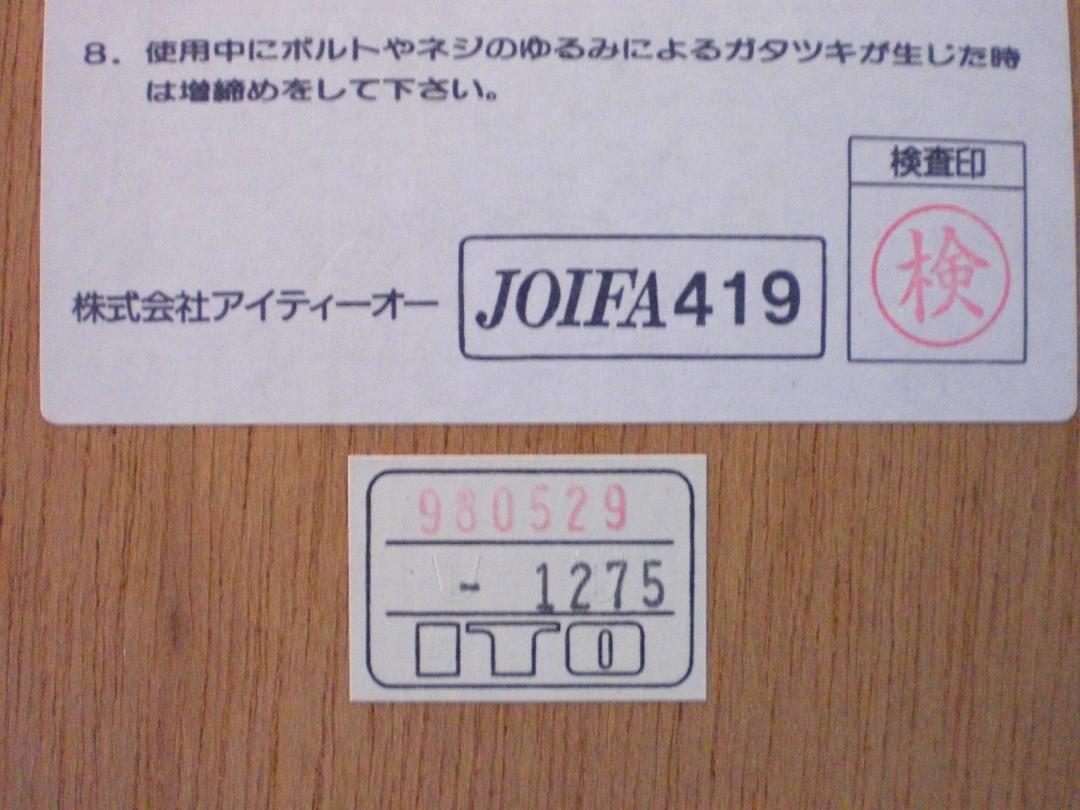 8. 使用中にボルトやネジのゆるみによるガタツキが生じた時
は増締めをして下さい。
検査印
検
株式会社アイティーオー
JOIFA419
980529
- 1275
ITO